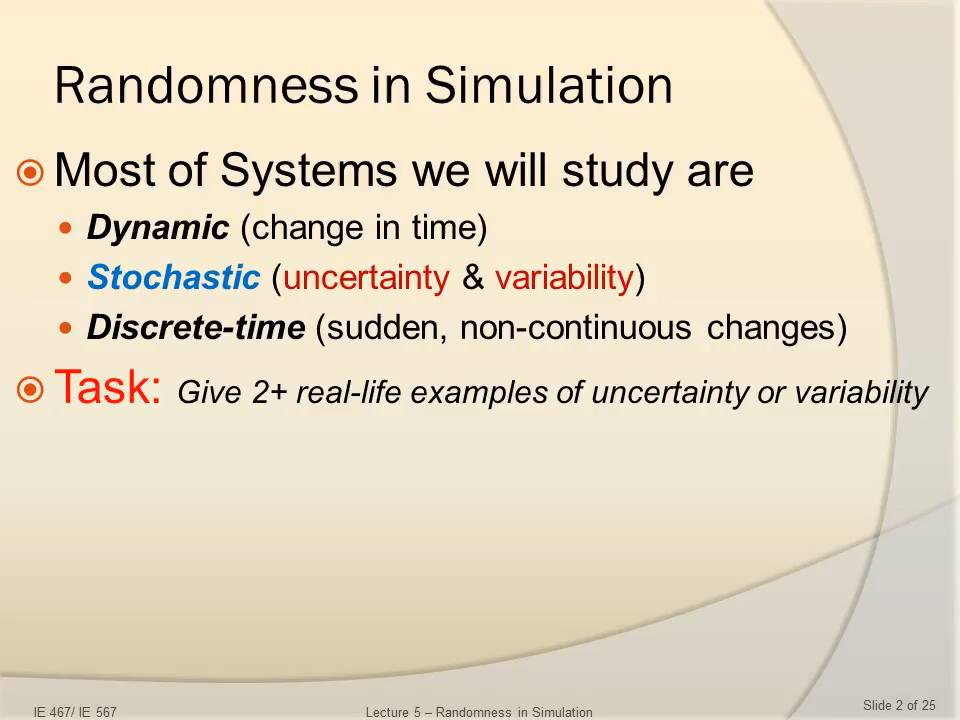 Randomness in Simulation
Most of Systems we will study are
Dynamic (change in time)
Stochastic (uncertainty & variability)
Discrete-time (sudden, non-continuous changes)
Task: Give 2+ real-life examples of uncertainty or variability
IE 467/ IE 567
Lecture 5 – Randomness in Simulation
Slide 2 of 25